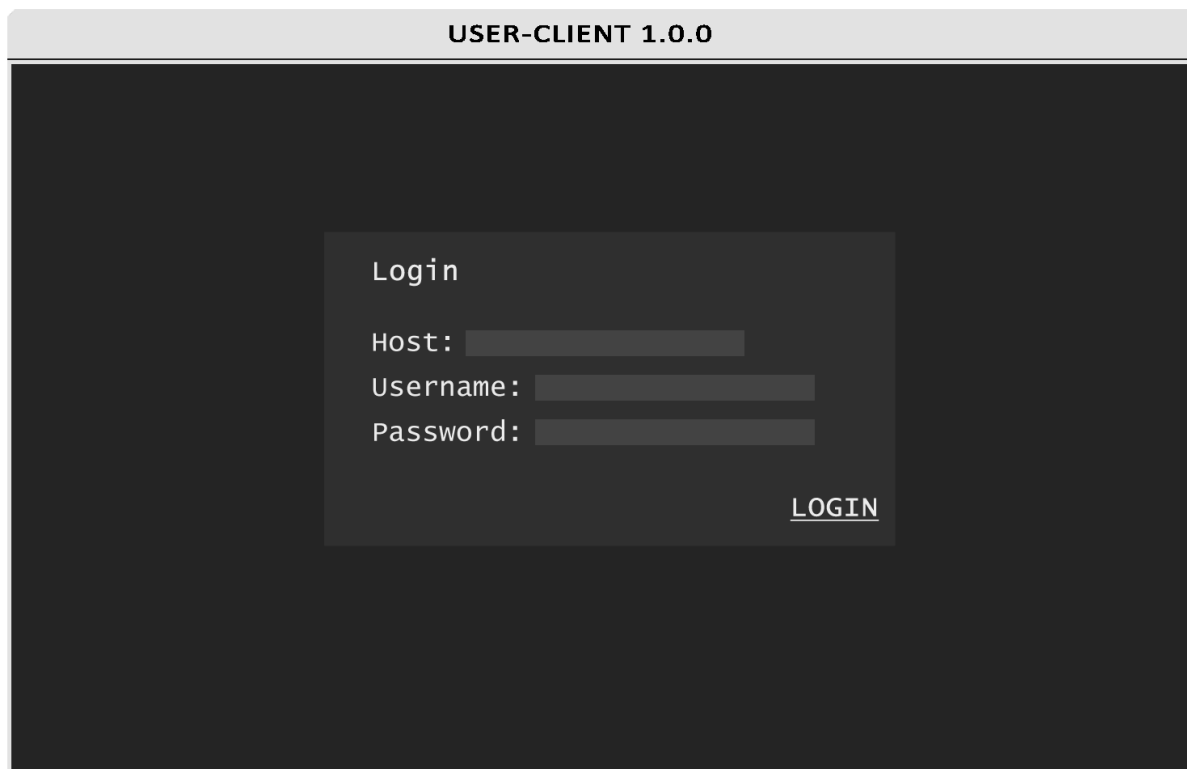 USER-CLIENT 1.0.0
Login
Host:
Username:
Password:
LOGIN